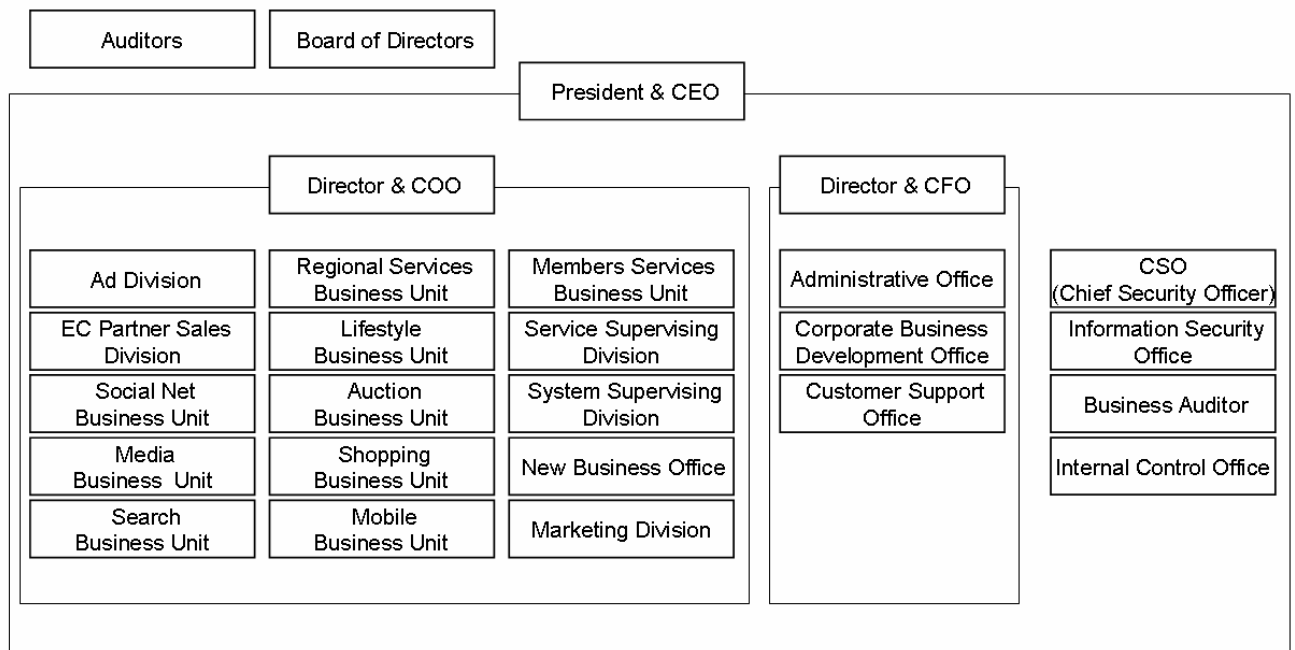 Auditors
Board of Directors
President & CEO
Director & COO
Director & CFO
Ad Division
EC Partner Sales
Division
Social Net
Business Unit
Media
Business Unit
Search
Business Unit
Regional Services
Business Unit
Lifestyle
Business Unit
Auction
Business Unit
Shopping
Business Unit
Mobile
Business Unit
Members Services
Business Unit
Service Supervising
Division
System Supervising
Division
New Business Office
Marketing Division
Administrative Office
Corporate Business
Development Office
Customer Support
Office
CSO
(Chief Security Officer)
Information Security
Office
Business Auditor
Internal Control Office